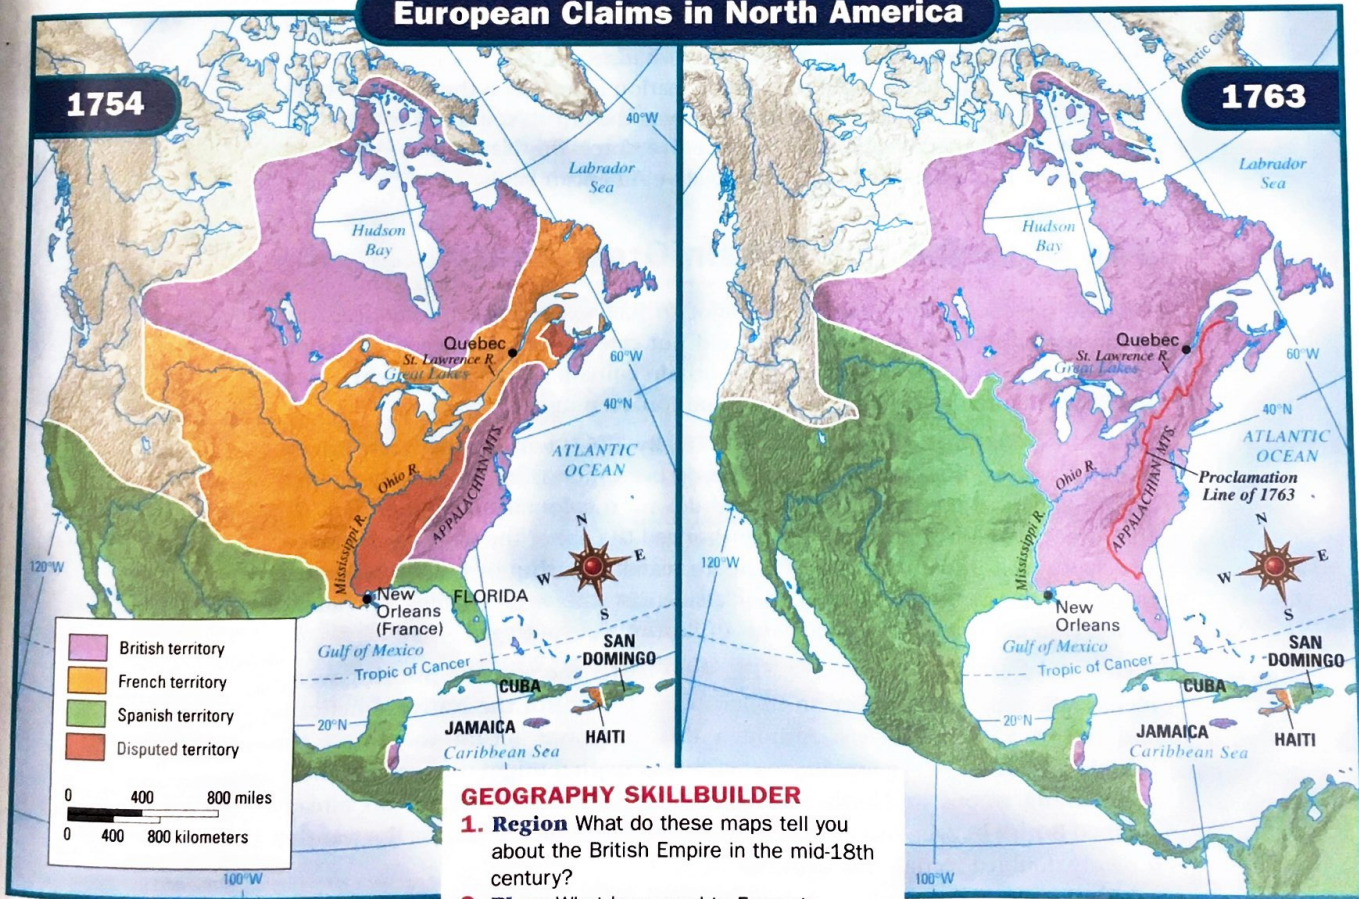 European Claims in North America
1754
40°W
Labrador
Sea
Hudson
Bay
Quebec
St. Lawrence R.
Great Lakes
60°W
40°N
ATLANTIC
OCEAN
Ohio R.
APPALACHIAN MTS.
Mississippi R.
120°W
N
E
W
S
New
Orleans
(France)
FLORIDA
Gulf of Mexico
Tropic of Cancer
SAN
DOMINGO
CUBA
20°N
JAMAICA
HAITI
Caribbean Sea
British territory
French territory
Spanish territory
Disputed territory
0 400 800 miles
0 400 800 kilometers
100°W
Arctic Circle
1763
Labrador
Sea
Hudson
Bay
Quebec
St. Lawrence R.
Great Lakes
60°W
40°N
ATLANTIC
OCEAN
Ohio R.
APPALACHIAN MTS.
Proclamation
Line of 1763
Mississippi R.
120°W
N
E
W
S
New
Orleans
Gulf of Mexico
Tropic of Cancer
SAN
DOMINGO
CUBA
20°N
JAMAICA
HAITI
Caribbean Sea
100°W
GEOGRAPHY SKILLBUILDER
1. Region What do these maps tell you
about the British Empire in the mid-18th
century?